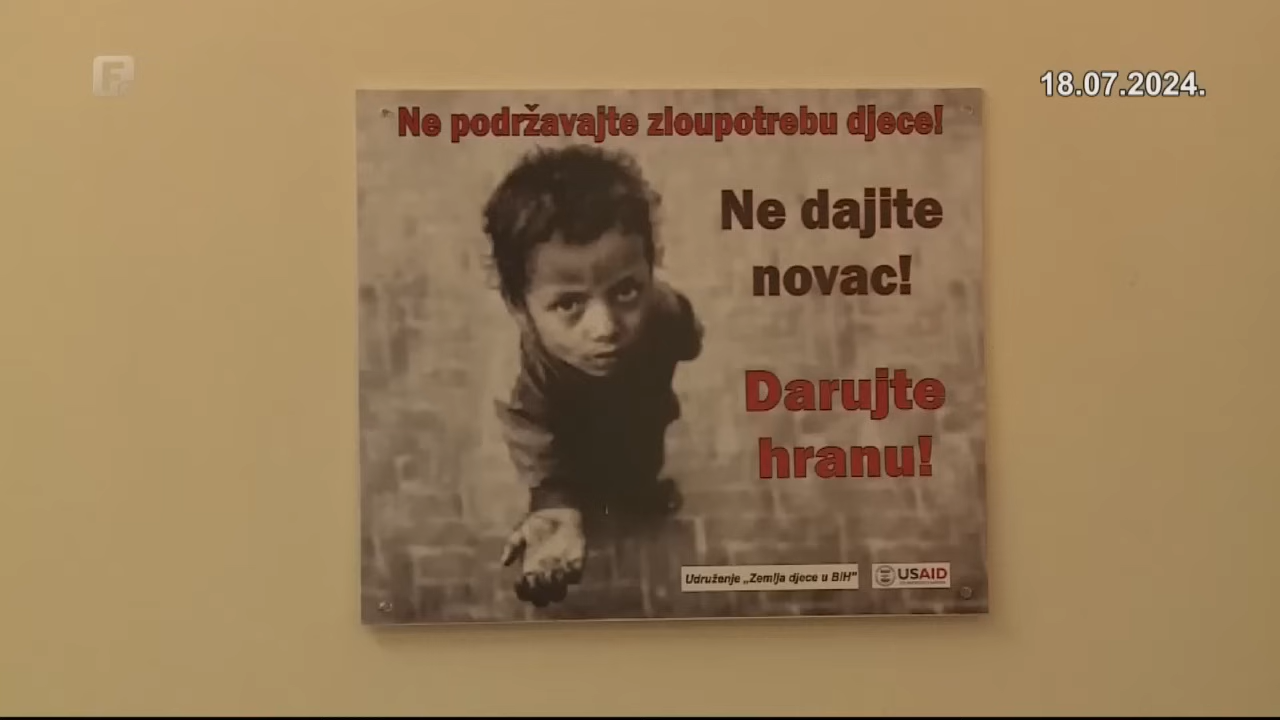 F
18.07.2024.
Ne podržavajte zloupotrebu djece!
Ne dajite
novac!
Darujte
hranu!
Udruženje „Zemlja djece u BiH"
USAID